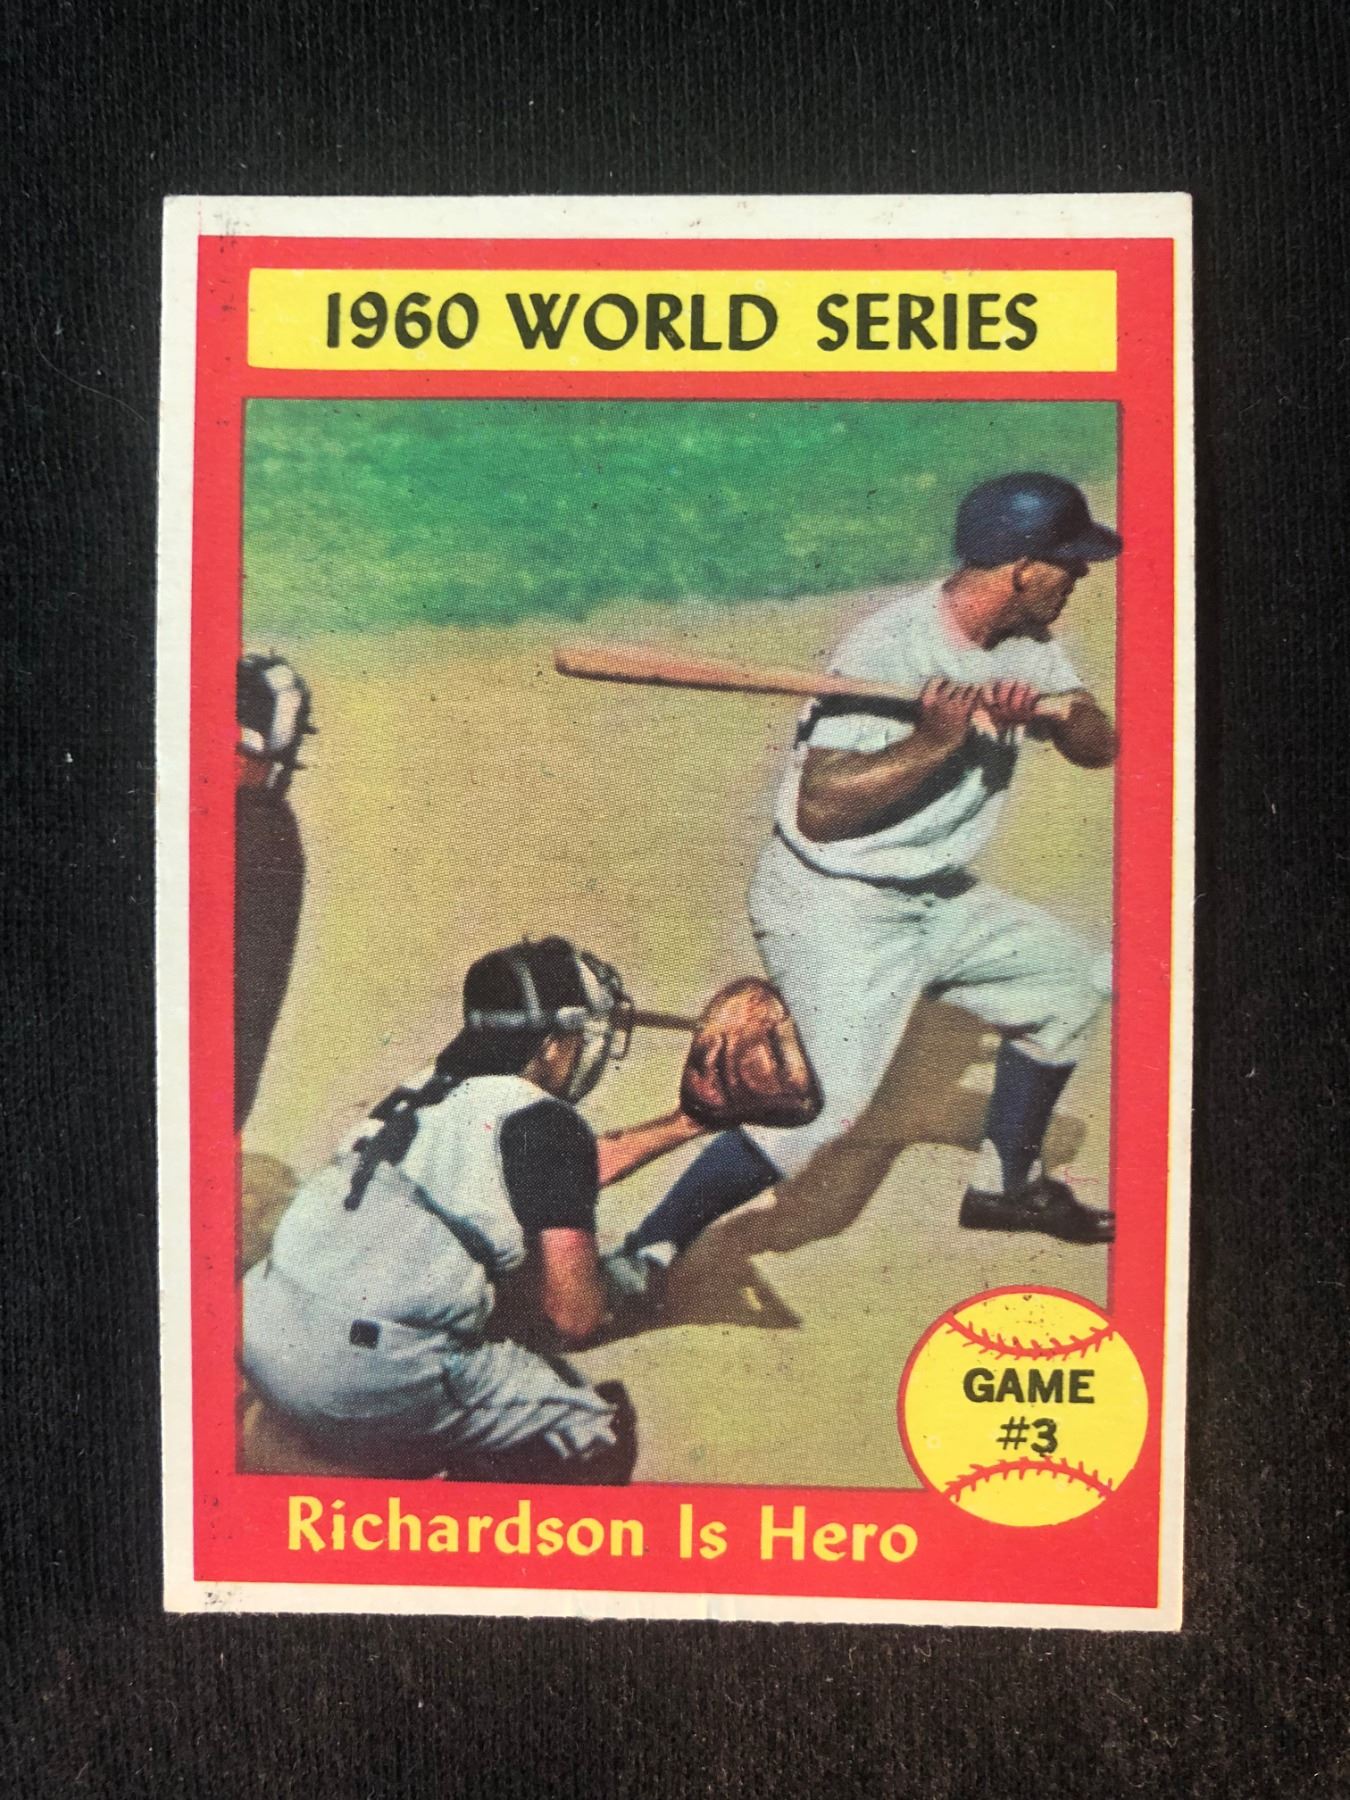 1960 WORLD SERIES
GAME
#3
Richardson Is Hero